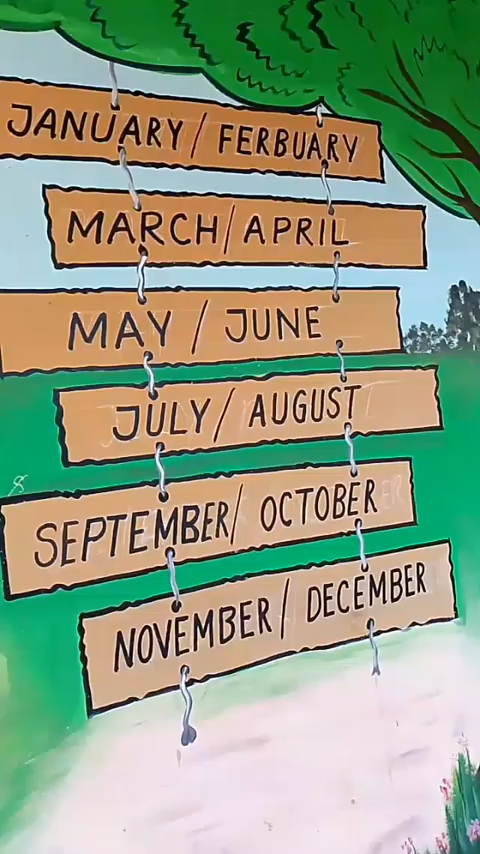 JANUARY / FERBUARY
MARCH / APRIL
MAY / JUNE
JULY / AUGUST
SEPTEMBER / OCTOBER
NOVEMBER / DECEMBER